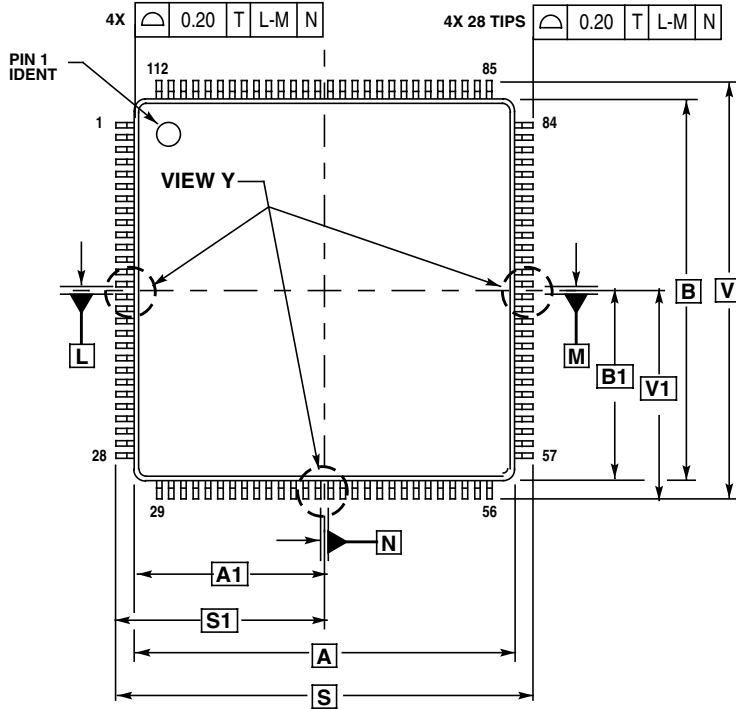 4X ⌓ 0.20 T L-M N
4X 28 TIPS ⌓ 0.20 T L-M N
PIN 1
IDENT
112
85
1
84
VIEW Y
B
V
L
M
B1
V1
28
57
29
56
N
A1
S1
A
S